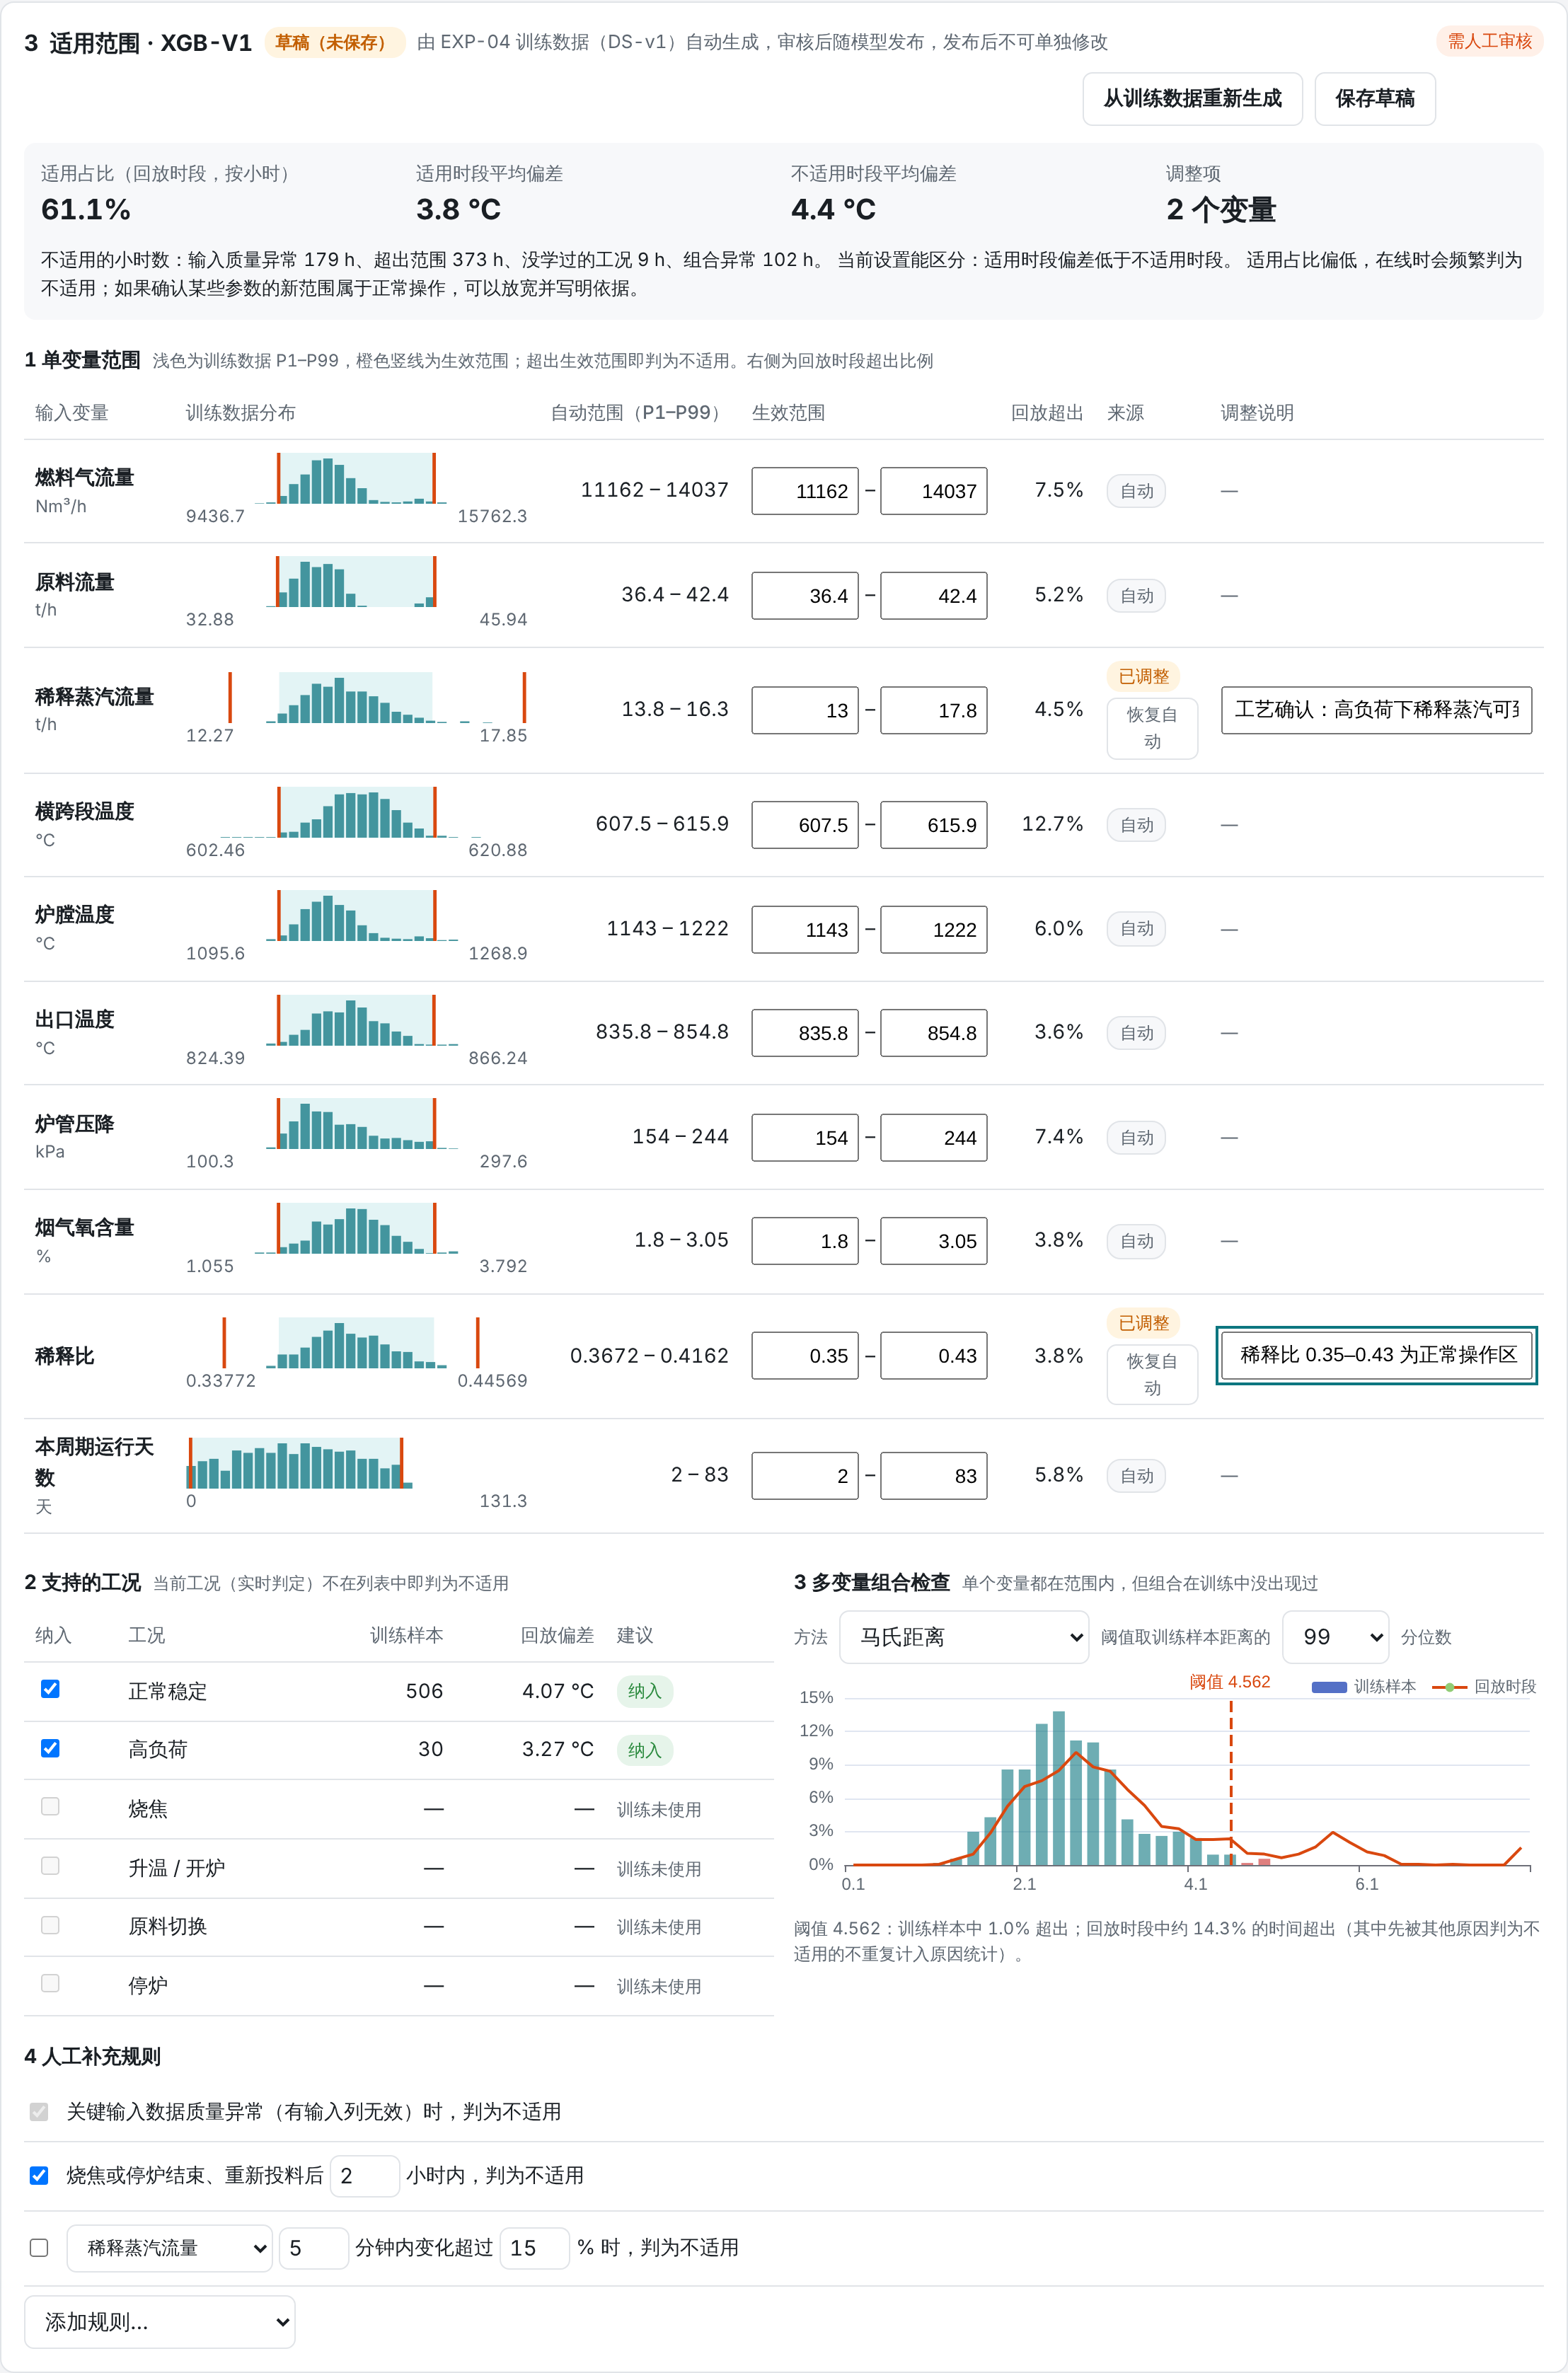 3 适用范围 · XGB-V1 草稿（未保存） 由 EXP-04 训练数据（DS-v1）自动生成，审核后随模型发布，发布后不可单独修改 需人工审核
从训练数据重新生成 保存草稿
适用占比（回放时段，按小时） 适用时段平均偏差 不适用时段平均偏差 调整项
61.1% 3.8 °C 4.4 °C 2 个变量
不适用的小时数：输入质量异常 179 h、超出范围 373 h、没学过的工况 9 h、组合异常 102 h。 当前设置能区分：适用时段偏差低于不适用时段。 适用占比偏低，在线时会频繁判为
不适用；如果确认某些参数的新范围属于正常操作，可以放宽并写明依据。
1 单变量范围 浅色为训练数据 P1–P99，橙色竖线为生效范围；超出生效范围即判为不适用。右侧为回放时段超出比例
输入变量 训练数据分布 自动范围（P1–P99） 生效范围 回放超出 来源 调整说明
燃料气流量
Nm³/h
9436.7 15762.3
11162 – 14037 11162 – 14037 7.5% 自动 —
原料流量
t/h
32.88 45.94
36.4 – 42.4 36.4 – 42.4 5.2% 自动 —
稀释蒸汽流量
t/h
12.27 17.85
13.8 – 16.3 13 – 17.8 4.5% 已调整
恢复自
动
工艺确认：高负荷下稀释蒸汽可
横跨段温度
°C
602.46 620.88
607.5 – 615.9 607.5 – 615.9 12.7% 自动 —
炉膛温度
°C
1095.6 1268.9
1143 – 1222 1143 – 1222 6.0% 自动 —
出口温度
°C
824.39 866.24
835.8 – 854.8 835.8 – 854.8 3.6% 自动 —
炉管压降
kPa
100.3 297.6
154 – 244 154 – 244 7.4% 自动 —
烟气氧含量
%
1.055 3.792
1.8 – 3.05 1.8 – 3.05 3.8% 自动 —
稀释比
0.33772 0.44569
0.3672 – 0.4162 0.35 – 0.43 3.8% 已调整
恢复自
动
稀释比 0.35–0.43 为正常操作区
本周期运行天
数
天
0 131.3
2 – 83 2 – 83 5.8% 自动 —
2 支持的工况 当前工况（实时判定）不在列表中即判为不适用
纳入 工况 训练样本 回放偏差 建议
正常稳定 506 4.07 °C 纳入
高负荷 30 3.27 °C 纳入
烧焦 — — 训练未使用
升温 / 开炉 — — 训练未使用
原料切换 — — 训练未使用
停炉 — — 训练未使用
3 多变量组合检查 单个变量都在范围内，但组合在训练中没出现过
方法 马氏距离 阈值取训练样本距离的 99 分位数
阈值 4.562 训练样本 回放时段
15%
12%
9%
6%
3%
0%
0.1 2.1 4.1 6.1
阈值 4.562：训练样本中 1.0% 超出；回放时段中约 14.3% 的时间超出（其中先被其他原因判为不
适用的不重复计入原因统计）。
4 人工补充规则
关键输入数据质量异常（有输入列无效）时，判为不适用
烧焦或停炉结束、重新投料后 2 小时内，判为不适用
稀释蒸汽流量 5 分钟内变化超过 15 % 时，判为不适用
添加规则...